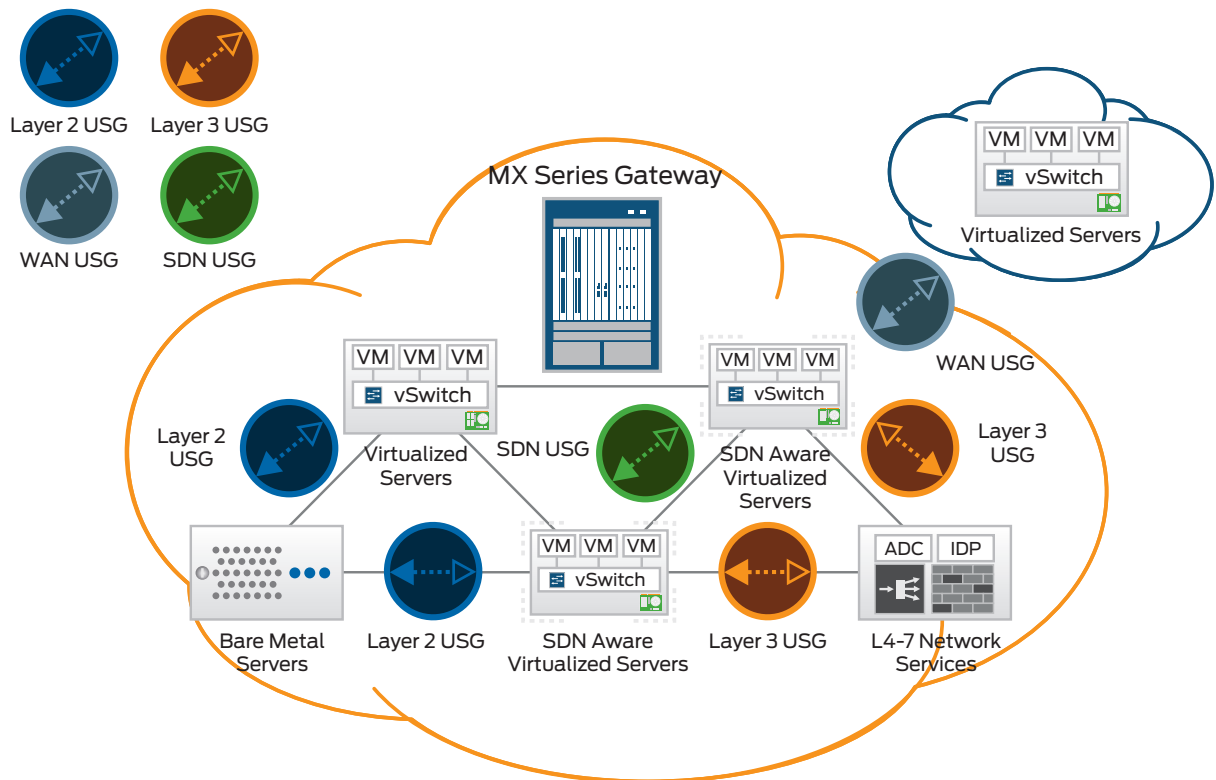 Layer 2 USG
Layer 3 USG
WAN USG
SDN USG
MX Series Gateway
VM VM VM
vSwitch
Virtualized Servers
WAN USG
VM VM VM
vSwitch
Virtualized
Servers
VM VM VM
vSwitch
SDN Aware
Virtualized
Servers
Layer 2
USG
SDN USG
Layer 3
USG
Bare Metal
Servers
Layer 2 USG
VM VM VM
vSwitch
SDN Aware
Virtualized Servers
Layer 3 USG
ADC IDP
L4-7 Network
Services